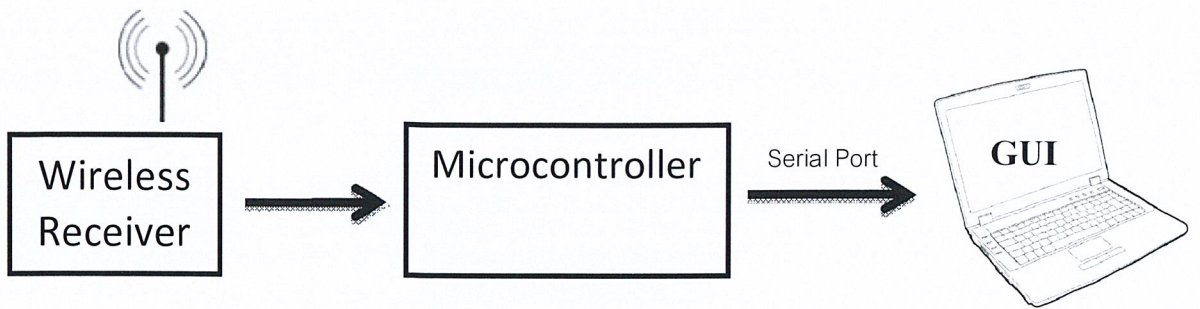 Wireless
Receiver
Microcontroller
Serial Port
GUI